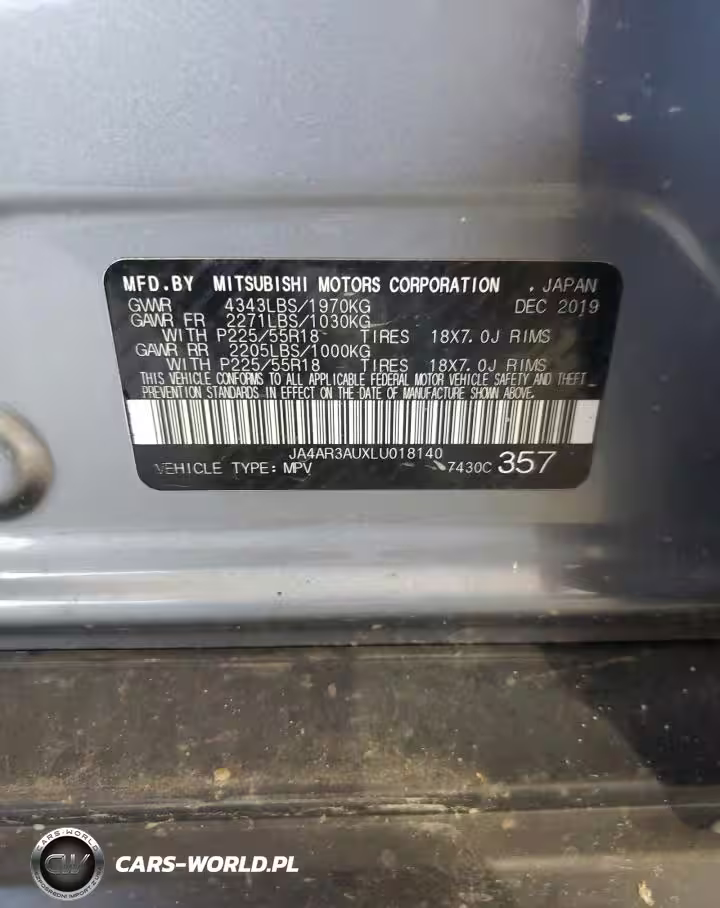 MFD.BY MITSUBISHI MOTORS CORPORATION , JAPAN
GVWR 4343LBS/1970KG DEC 2019
GAWR FR 2271LBS/1030KG
WITH P225/55R18 TIRES 18X7.0J RIMS
GAWR RR 2205LBS/1000KG
WITH P225/55R18 TIRES 18X7.0J RIMS
THIS VEHICLE CONFORMS TO ALL APPLICABLE FEDERAL MOTOR VEHICLE SAFETY AND THEFT
PREVENTION STANDARDS IN EFFECT ON THE DATE OF MANUFACTURE SHOWN ABOVE.
JA4AR3AUXLU018140
VEHICLE TYPE: MPV 7430C 357
CARS-WORLD
CW
CARS-WORLD.PL